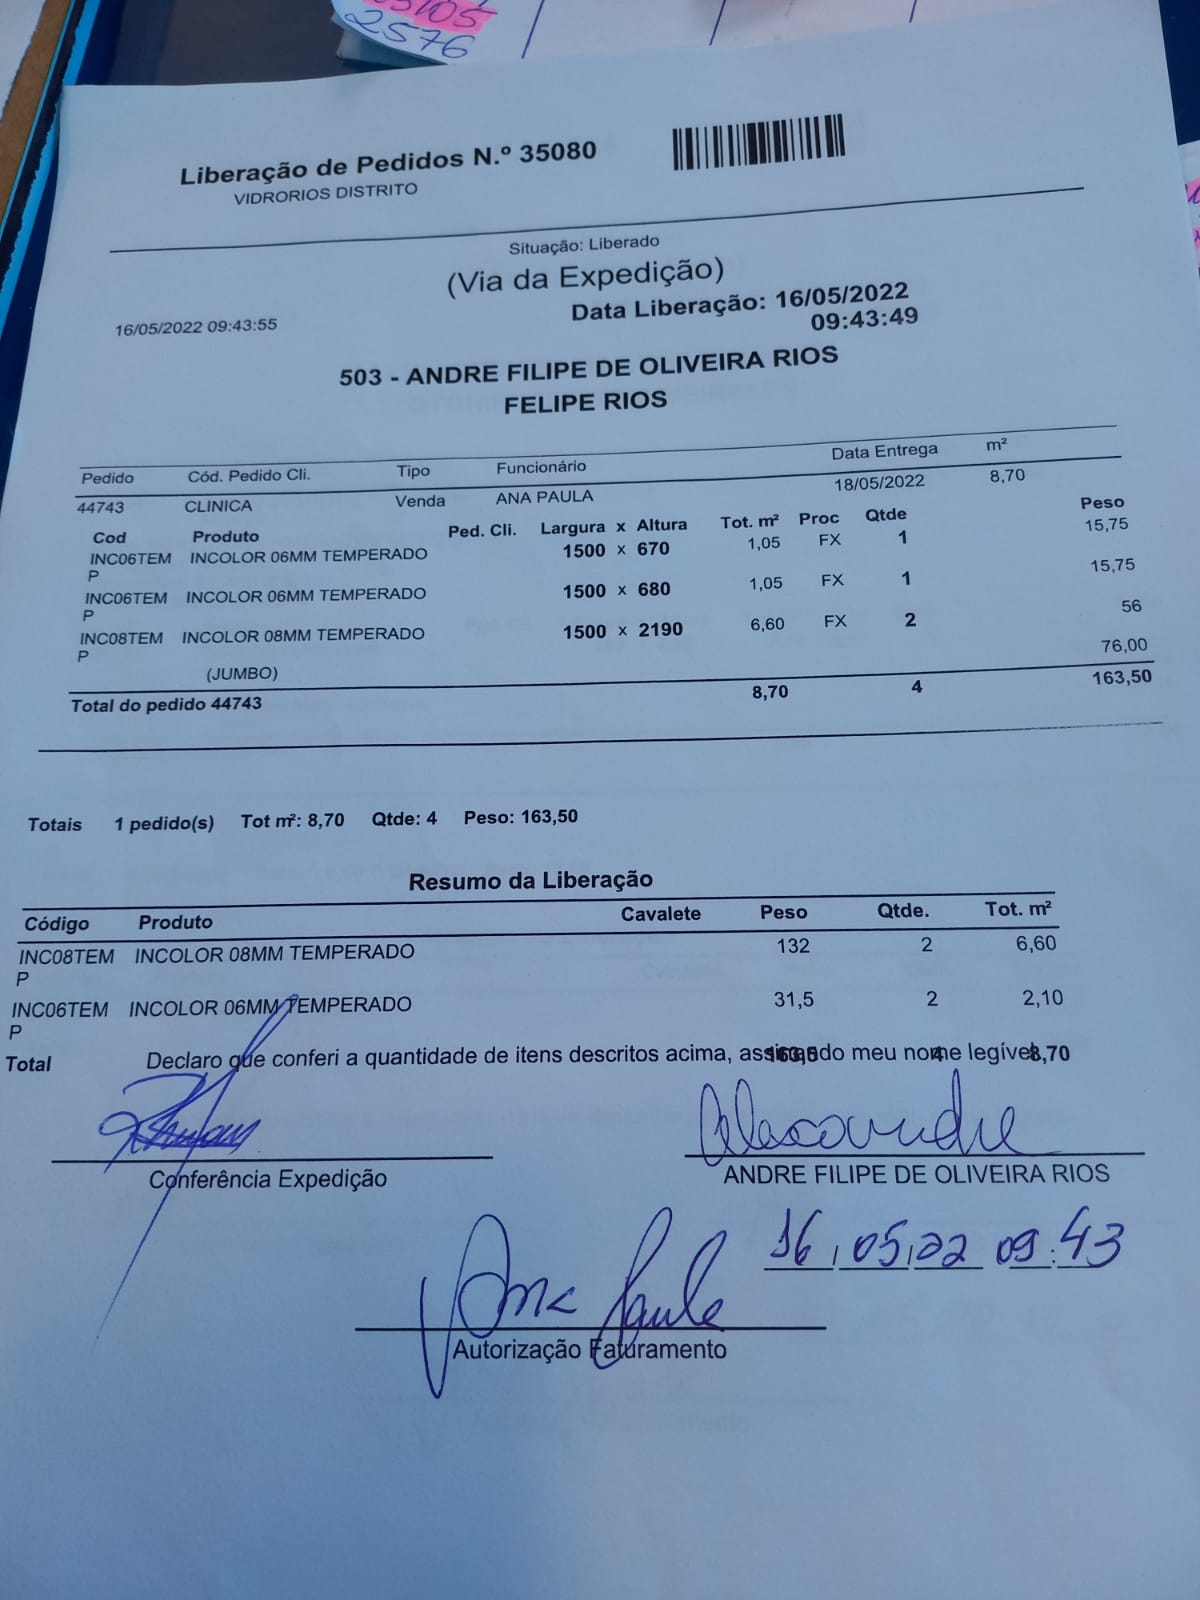 2576
Liberação de Pedidos N.º 35080
VIDRORIOS DISTRITO
Situação: Liberado
(Via da Expedição)
16/05/2022 09:43:55
Data Liberação: 16/05/2022
09:43:49
503 - ANDRE FILIPE DE OLIVEIRA RIOS
FELIPE RIOS
Pedido Cód. Pedido Cli. Tipo Funcionário Data Entrega m²
44743 CLINICA Venda ANA PAULA 18/05/2022 8,70
Cod Produto Ped. Cli. Largura x Altura Tot. m² Proc Qtde Peso
INC06TEM INCOLOR 06MM TEMPERADO 1500 x 670 1,05 FX 1 15,75
P
INC06TEM INCOLOR 06MM TEMPERADO 1500 x 680 1,05 FX 1 15,75
P
INC08TEM INCOLOR 08MM TEMPERADO 1500 x 2190 6,60 FX 2 56
P
(JUMBO) 76,00
Total do pedido 44743 8,70 4 163,50
Totais 1 pedido(s) Tot m²: 8,70 Qtde: 4 Peso: 163,50
Resumo da Liberação
Código Produto Cavalete Peso Qtde. Tot. m²
INC08TEM INCOLOR 08MM TEMPERADO 132 2 6,60
P
INC06TEM INCOLOR 06MM TEMPERADO 31,5 2 2,10
P
Total 163,5 4 8,70
Declaro que conferi a quantidade de itens descritos acima, assinando meu nome legível
Alexandre
Conferência Expedição
ANDRE FILIPE DE OLIVEIRA RIOS
16/05/22 09:43
Ana Paula
Autorização Faturamento